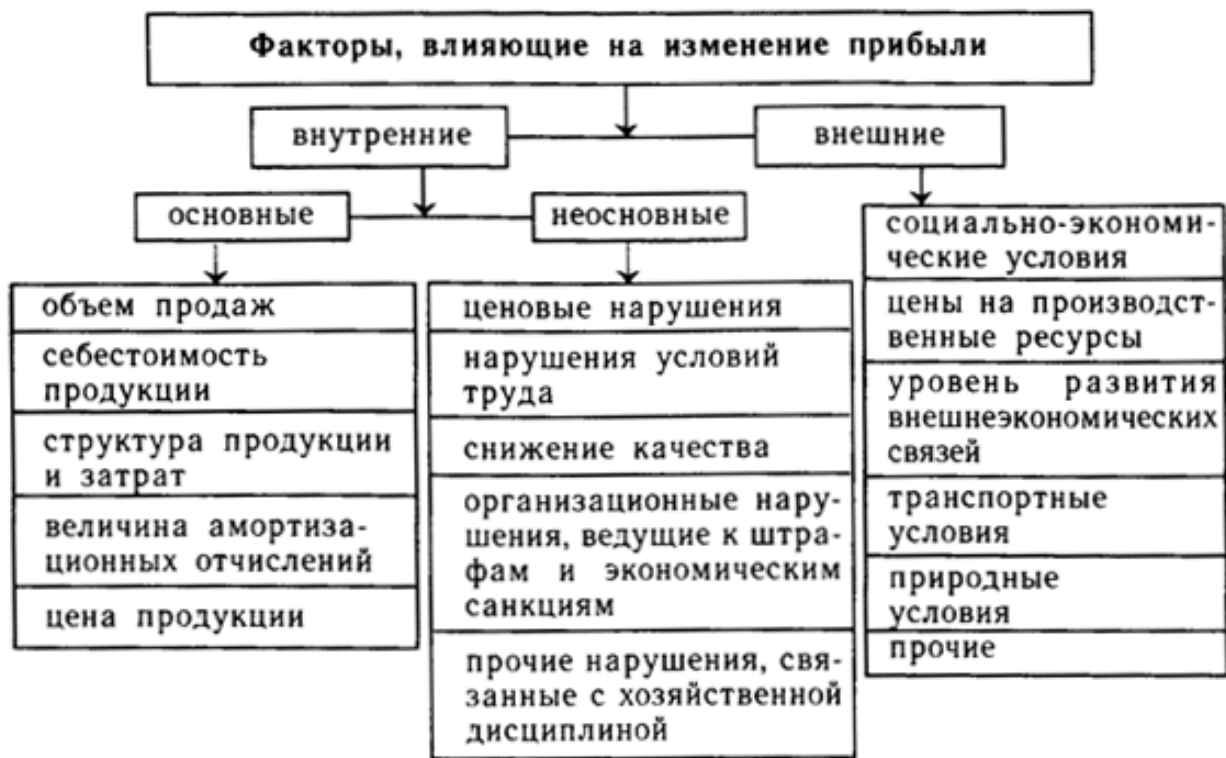 Факторы, влияющие на изменение прибыли
внутренние
внешние
основные
неосновные
объем продаж
себестоимость
продукции
структура продукции
и затрат
величина амортиза-
ционных отчислений
цена продукции
ценовые нарушения
нарушения условий
труда
снижение качества
организационные нару-
шения, ведущие к штра-
фам и экономическим
санкциям
прочие нарушения, свя-
занные с хозяйственной
дисциплиной
социально-экономи-
ческие условия
цены на производст-
венные ресурсы
уровень развития
внешнеэкономических
связей
транспортные
условия
природные
условия
прочие